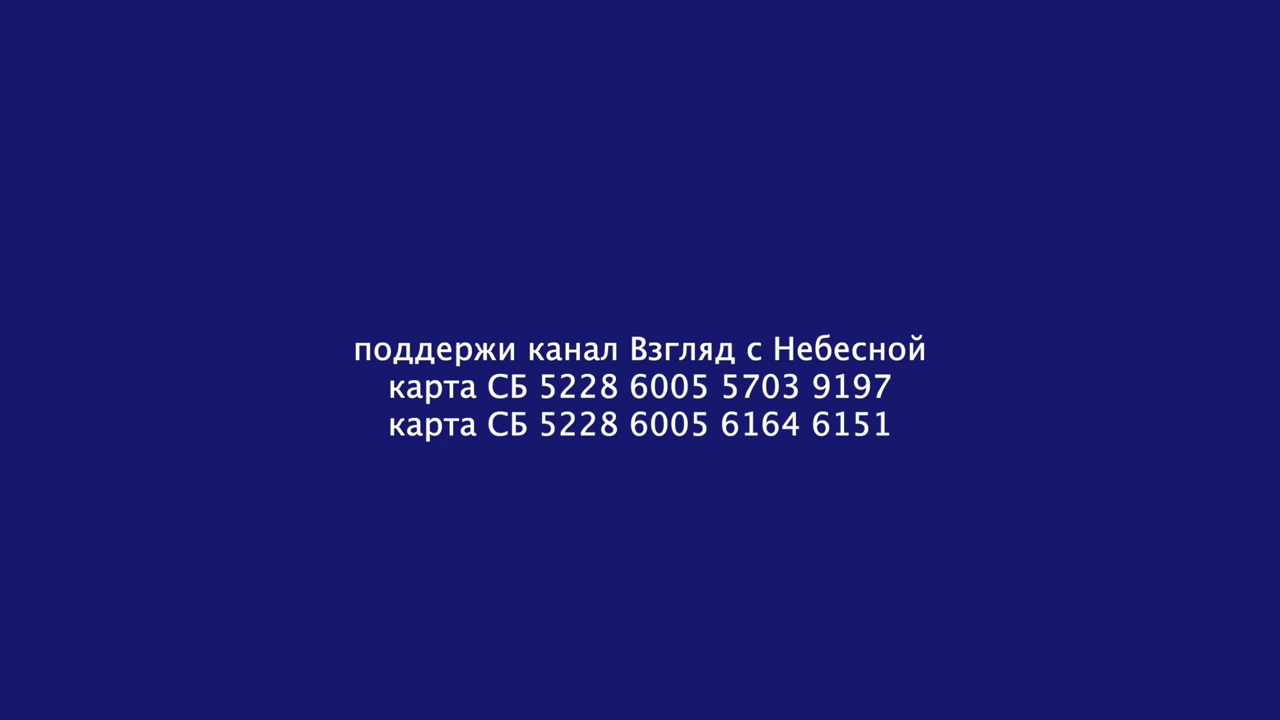 поддержи канал Взгляд с Небесной
карта СБ 5228 6005 5703 9197
карта СБ 5228 6005 6164 6151